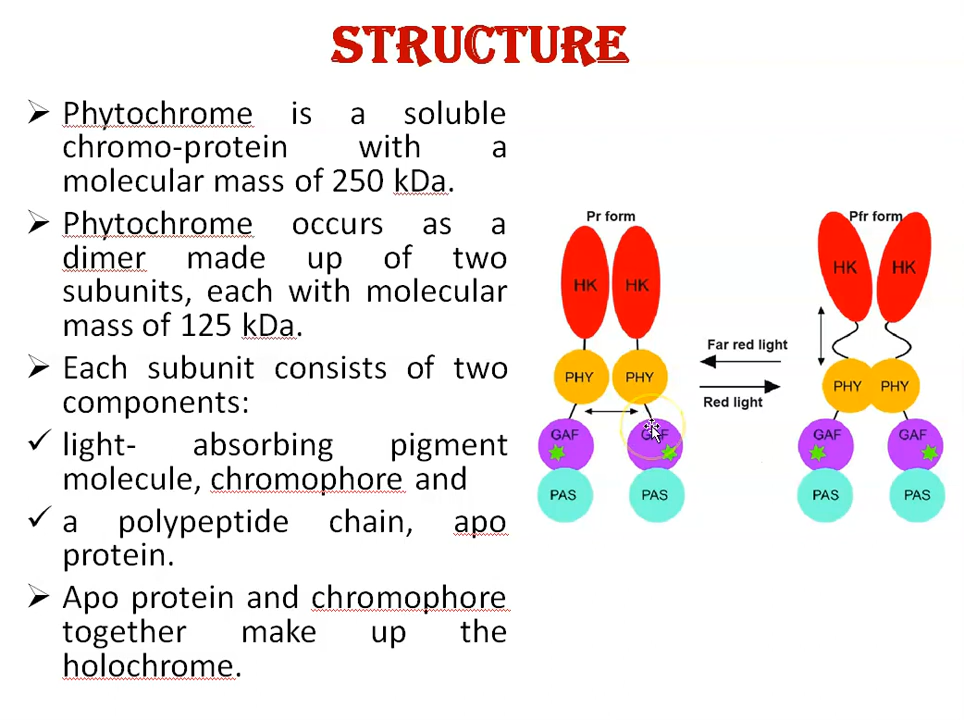 STRUCTURE
➢ Phytochrome is a soluble
chromo-protein with a
molecular mass of 250 kDa.
➢ Phytochrome occurs as a
dimer made up of two
subunits, each with molecular
mass of 125 kDa.
➢ Each subunit consists of two
components:
✓ light- absorbing pigment
molecule, chromophore and
✓ a polypeptide chain, apo
protein.
➢ Apo protein and chromophore
together make up the
holochrome.
Pr form
Pfr form
HK HK
HK HK
Far red light
Red light
PHY PHY
PHY PHY
GAF GAF
GAF GAF
PAS PAS
PAS PAS